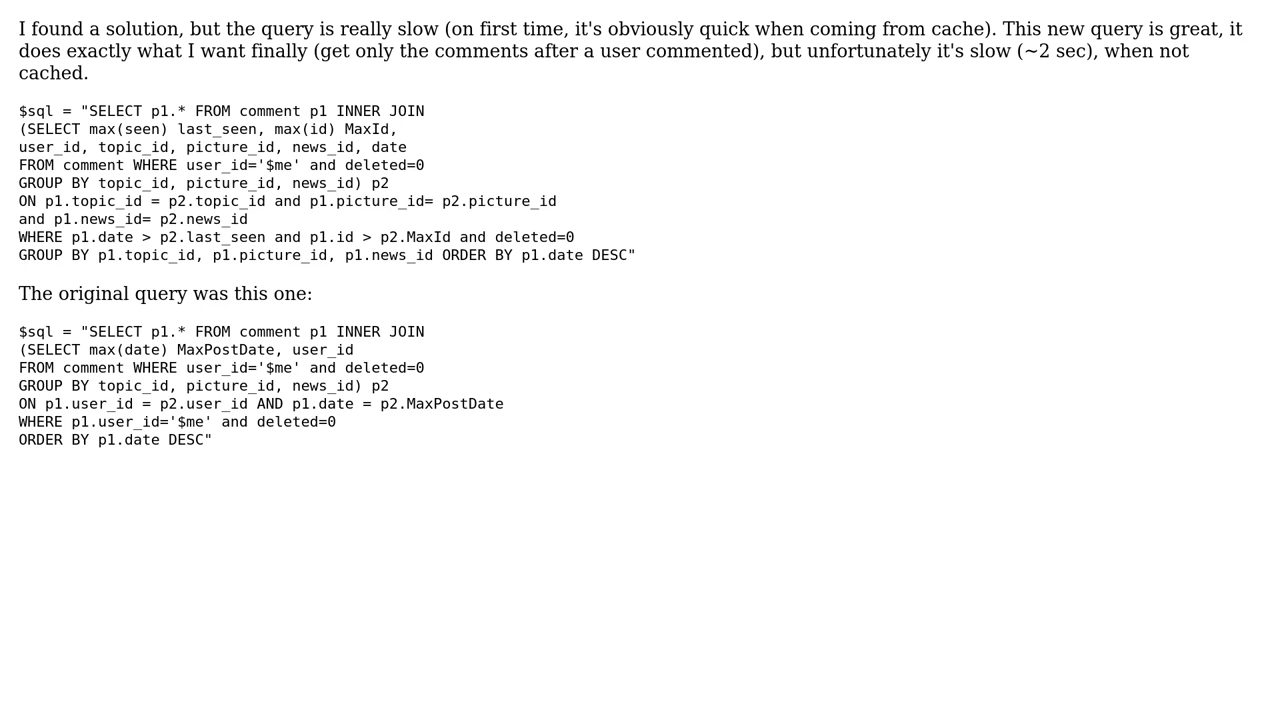 I found a solution, but the query is really slow (on first time, it's obviously quick when coming from cache). This new query is great, it
does exactly what I want finally (get only the comments after a user commented), but unfortunately it's slow (~2 sec), when not
cached.
$sql = "SELECT p1.* FROM comment p1 INNER JOIN
(SELECT max(seen) last_seen, max(id) MaxId,
user_id, topic_id, picture_id, news_id, date
FROM comment WHERE user_id='$me' and deleted=0
GROUP BY topic_id, picture_id, news_id) p2
ON p1.topic_id = p2.topic_id and p1.picture_id= p2.picture_id
and p1.news_id= p2.news_id
WHERE p1.date > p2.last_seen and p1.id > p2.MaxId and deleted=0
GROUP BY p1.topic_id, p1.picture_id, p1.news_id ORDER BY p1.date DESC"
The original query was this one:
$sql = "SELECT p1.* FROM comment p1 INNER JOIN
(SELECT max(date) MaxPostDate, user_id
FROM comment WHERE user_id='$me' and deleted=0
GROUP BY topic_id, picture_id, news_id) p2
ON p1.user_id = p2.user_id AND p1.date = p2.MaxPostDate
WHERE p1.user_id='$me' and deleted=0
ORDER BY p1.date DESC"